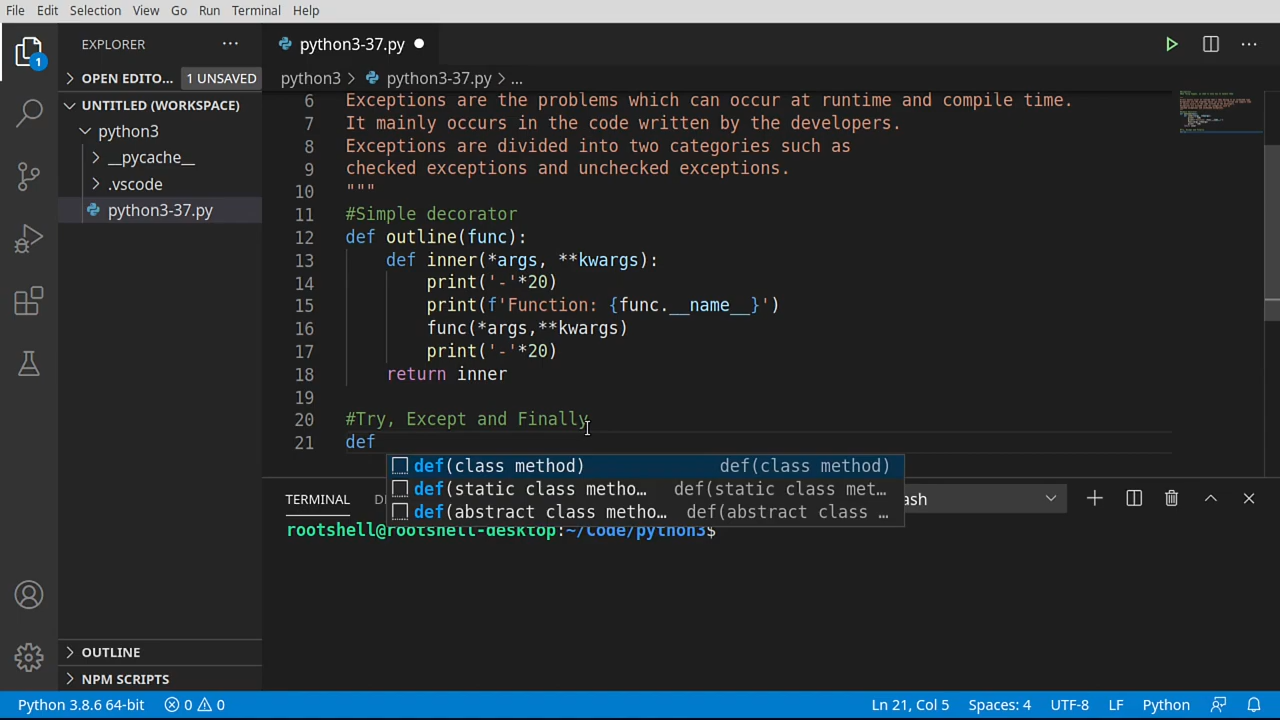 File Edit Selection View Go Run Terminal Help
EXPLORER ···
python3-37.py
1
OPEN EDITO... 1 UNSAVED
python3 > python3-37.py > ...
UNTITLED (WORKSPACE)
python3
__pycache__
.vscode
python3-37.py
6 Exceptions are the problems which can occur at runtime and compile time.
7 It mainly occurs in the code written by the developers.
8 Exceptions are divided into two categories such as
9 checked exceptions and unchecked exceptions.
10 """
11 #Simple decorator
12 def outline(func):
13 def inner(*args, **kwargs):
14 print('-'*20)
15 print(f'Function: {func.__name__}')
16 func(*args,**kwargs)
17 print('-'*20)
18 return inner
19
20 #Try, Except and Finally
21 def
def(class method) def(class method)
def(static class metho... def(static class met...
def(abstract class metho... def(abstract class ...
TERMINAL ash
rootshell@rootshell-desktop:~/Code/python3$
OUTLINE
NPM SCRIPTS
Python 3.8.6 64-bit 0 0 Ln 21, Col 5 Spaces: 4 UTF-8 LF Python